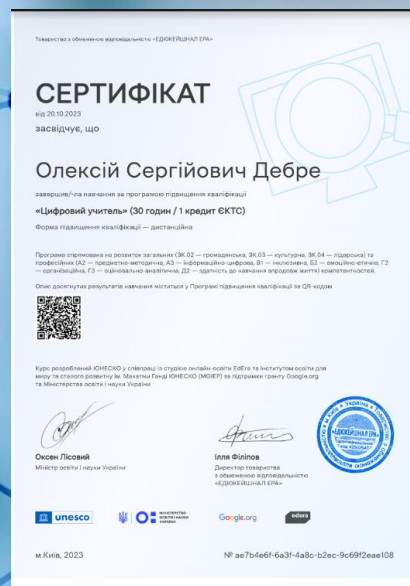 Товариство з обмеженою відповідальністю «ЕДЮКЕЙШНАЛ ЕРА»
СЕРТИФІКАТ
від 20.10.2023
засвідчує, що
Олексій Сергійович Дебре
завершив/-ла навчання за програмою підвищення кваліфікації
«Цифровий учитель» (30 годин / 1 кредит ЄКТС)
Форма підвищення кваліфікації — дистанційна
Програма спрямована на розвиток загальних (ЗК.02 — громадянська, ЗК.03 — культурна, ЗК.04 — лідерська) та
професійних (А2 — предметно-методична, А3 — інформаційно-цифрова, В1 — інклюзивна, Б2 — емоційно-етична, Г2
— організаційна, Г3 — оцінювально-аналітична, Д2 — здатність до навчання впродовж життя) компетентностей.
Опис досягнутих результатів навчання міститься у Програмі підвищення кваліфікації за QR-кодом
Курс розроблений ЮНЕСКО у співпраці із студією онлайн-освіти EdEra та Інститутом освіти для
миру та сталого розвитку ім. Махатми Ганді ЮНЕСКО (MGIEP) за підтримки гранту Google.org
та Міністерства освіти і науки України
Оксен Лісовий
Міністр освіти і науки України
Ілля Філіпов
Директор товариства
з обмеженою відповідальністю
«ЕДЮКЕЙШНАЛ ЕРА»
«ЕДЮКЕЙШНАЛ ЕРА»
unesco
МІНІСТЕРСТВО
ОСВІТИ І НАУКИ
УКРАЇНИ
Google.org
edera
м.Київ, 2023
№ ae7b4e6f-6a3f-4a8c-b2ec-9c69f2eae108